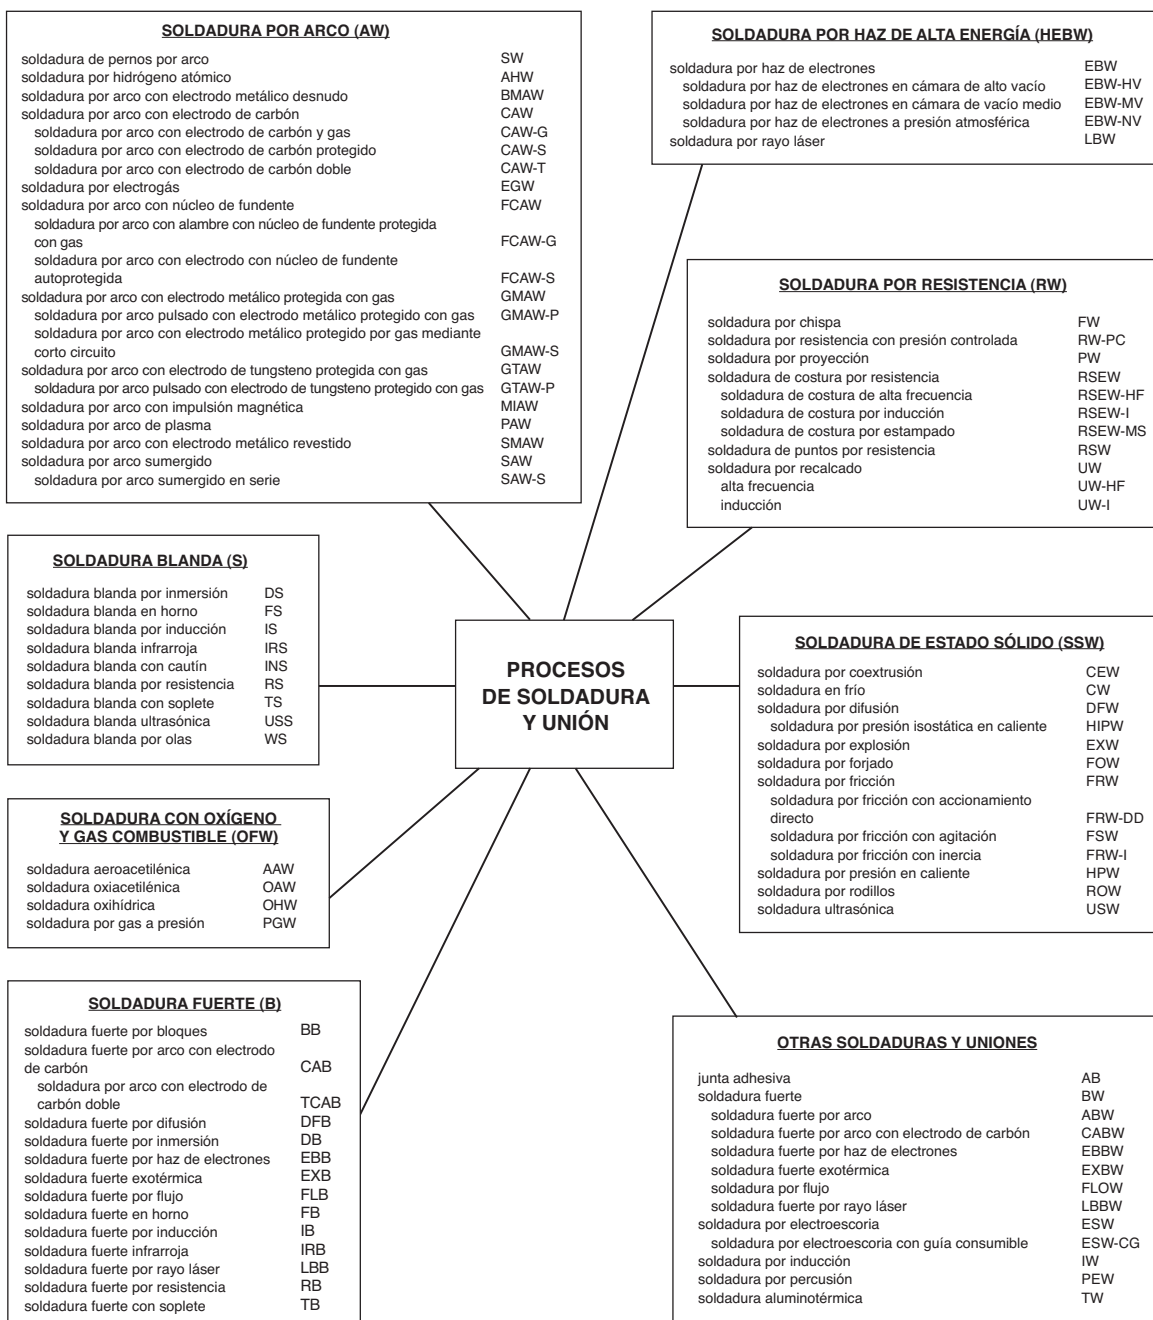 SOLDADURA POR ARCO (AW)
soldadura de pernos por arco SW
soldadura por hidrógeno atómico AHW
soldadura por arco con electrodo metálico desnudo BMAW
soldadura por arco con electrodo de carbón CAW
soldadura por arco con electrodo de carbón y gas CAW-G
soldadura por arco con electrodo de carbón protegido CAW-S
soldadura por arco con electrodo de carbón doble CAW-T
soldadura por electrogás EGW
soldadura por arco con núcleo de fundente FCAW
soldadura por arco con alambre con núcleo de fundente protegida
con gas FCAW-G
soldadura por arco con electrodo con núcleo de fundente
autoprotegida FCAW-S
soldadura por arco con electrodo metálico protegida con gas GMAW
soldadura por arco pulsado con electrodo metálico protegido con gas GMAW-P
soldadura por arco con electrodo metálico protegido por gas mediante
corto circuito GMAW-S
soldadura por arco con electrodo de tungsteno protegida con gas GTAW
soldadura por arco pulsado con electrodo de tungsteno protegido con gas GTAW-P
soldadura por arco con impulsión magnética MIAW
soldadura por arco de plasma PAW
soldadura por arco con electrodo metálico revestido SMAW
soldadura por arco sumergido SAW
soldadura por arco sumergido en serie SAW-S
SOLDADURA POR HAZ DE ALTA ENERGÍA (HEBW)
soldadura por haz de electrones EBW
soldadura por haz de electrones en cámara de alto vacío EBW-HV
soldadura por haz de electrones en cámara de vacío medio EBW-MV
soldadura por haz de electrones a presión atmosférica EBW-NV
soldadura por rayo láser LBW
SOLDADURA POR RESISTENCIA (RW)
soldadura por chispa FW
soldadura por resistencia con presión controlada RW-PC
soldadura por proyección PW
soldadura de costura por resistencia RSEW
soldadura de costura de alta frecuencia RSEW-HF
soldadura de costura por inducción RSEW-I
soldadura de costura por estampado RSEW-MS
soldadura de puntos por resistencia RSW
soldadura por recalcado UW
alta frecuencia UW-HF
inducción UW-I
SOLDADURA BLANDA (S)
soldadura blanda por inmersión DS
soldadura blanda en horno FS
soldadura blanda por inducción IS
soldadura blanda infrarroja IRS
soldadura blanda con cautín INS
soldadura blanda por resistencia RS
soldadura blanda con soplete TS
soldadura blanda ultrasónica USS
soldadura blanda por olas WS
PROCESOS
DE SOLDADURA
Y UNIÓN
SOLDADURA DE ESTADO SÓLIDO (SSW)
soldadura por coextrusión CEW
soldadura en frío CW
soldadura por difusión DFW
soldadura por presión isostática en caliente HIPW
soldadura por explosión EXW
soldadura por forjado FOW
soldadura por fricción FRW
soldadura por fricción con accionamiento
directo FRW-DD
soldadura por fricción con agitación FSW
soldadura por fricción con inercia FRW-I
soldadura por presión en caliente HPW
soldadura por rodillos ROW
soldadura ultrasónica USW
SOLDADURA CON OXÍGENO
Y GAS COMBUSTIBLE (OFW)
soldadura aeroacetilénica AAW
soldadura oxiacetilénica OAW
soldadura oxihídrica OHW
soldadura por gas a presión PGW
SOLDADURA FUERTE (B)
soldadura fuerte por bloques BB
soldadura fuerte por arco con electrodo
de carbón CAB
soldadura por arco con electrodo de
carbón doble TCAB
soldadura fuerte por difusión DFB
soldadura fuerte por inmersión DB
soldadura fuerte por haz de electrones EBB
soldadura fuerte exotérmica EXB
soldadura fuerte por flujo FLB
soldadura fuerte en horno FB
soldadura fuerte por inducción IB
soldadura fuerte infrarroja IRB
soldadura fuerte por rayo láser LBB
soldadura fuerte por resistencia RB
soldadura fuerte con soplete TB
OTRAS SOLDADURAS Y UNIONES
junta adhesiva AB
soldadura fuerte BW
soldadura fuerte por arco ABW
soldadura fuerte por arco con electrodo de carbón CABW
soldadura fuerte por haz de electrones EBBW
soldadura fuerte exotérmica EXBW
soldadura por flujo FLOW
soldadura fuerte por rayo láser LBBW
soldadura por electroescoria ESW
soldadura por electroescoria con guía consumible ESW-CG
soldadura por inducción IW
soldadura por percusión PEW
soldadura aluminotérmica TW